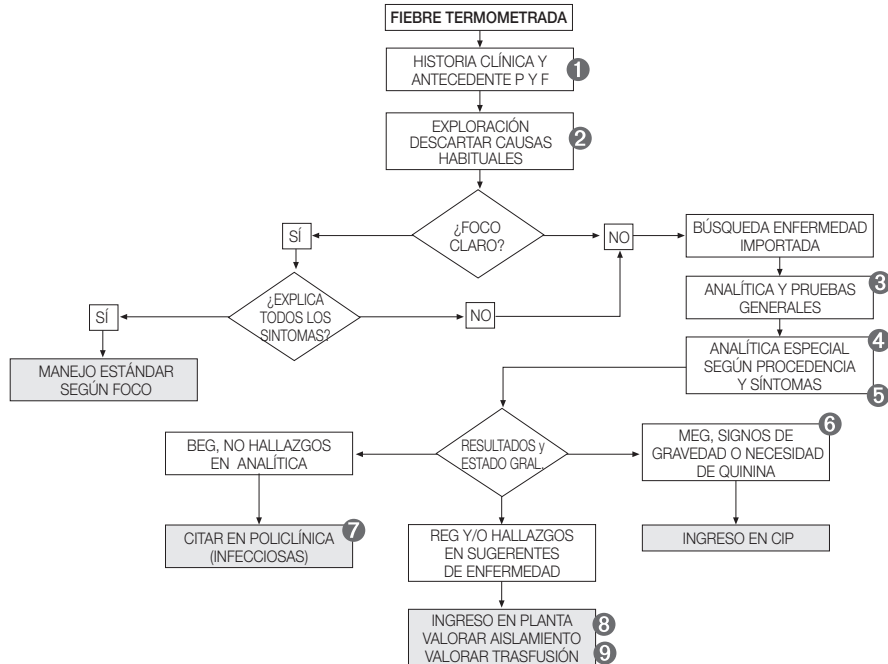 FIEBRE TERMOMETRADA
HISTORIA CLÍNICA Y
ANTECEDENTE P Y F
1
EXPLORACIÓN
DESCARTAR CAUSAS
HABITUALES
2
¿FOCO
CLARO?
SÍ
NO
BÚSQUEDA ENFERMEDAD
IMPORTADA
¿EXPLICA
TODOS LOS
SINTOMAS?
SÍ
NO
ANALÍTICA Y PRUEBAS
GENERALES
3
MANEJO ESTÁNDAR
SEGÚN FOCO
ANALÍTICA ESPECIAL
SEGÚN PROCEDENCIA
Y SÍNTOMAS
4
5
RESULTADOS y
ESTADO GRAL.
BEG, NO HALLAZGOS
EN ANALÍTICA
MEG, SIGNOS DE
GRAVEDAD O NECESIDAD
DE QUININA
6
CITAR EN POLICLÍNICA
(INFECCIOSAS)
7
REG Y/O HALLAZGOS
EN SUGERENTES
DE ENFERMEDAD
INGRESO EN CIP
INGRESO EN PLANTA
VALORAR AISLAMIENTO
VALORAR TRASFUSIÓN
8
9